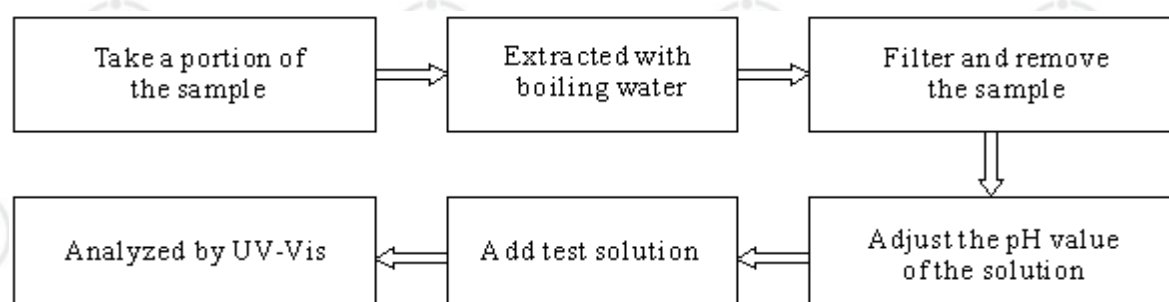 Take a portion of
the sample
Extracted with
boiling water
Filter and remove
the sample
Adjust the pH value
of the solution
Add test solution
Analyzed by UV-Vis